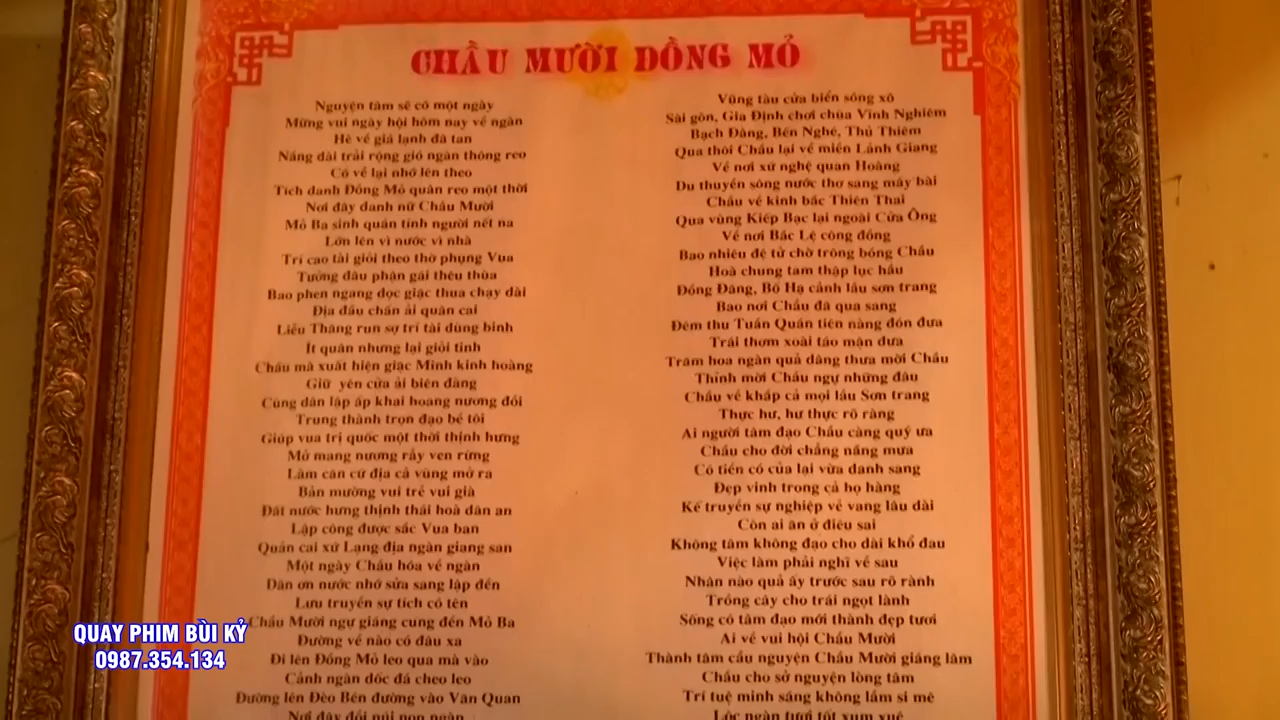 CHẦU MƯỜI ĐỒNG MỎ
Nguyện tâm sẽ có một ngày
Mừng vui ngày hội hôm nay về ngàn
Hè về giá lạnh đã tan
Nắng dài trải rộng gió ngàn thông reo
Có về lại nhớ lên theo
Tích danh Đồng Mỏ quân reo một thời
Nơi đây danh nữ Chầu Mười
Mỏ Ba sinh quán tính người nết na
Lớn lên vì nước vì nhà
Trí cao tài giỏi theo thờ phụng Vua
Tưởng đâu phận gái thêu thùa
Bao phen ngang dọc giặc thua chạy dài
Địa đầu chấn ải quân cai
Liễu Thăng run sợ trí tài dùng binh
Ít quân nhưng lại giỏi tinh
Chầu mà xuất hiện giặc Minh kinh hoàng
Giữ yên cửa ải biên đăng
Cùng dân lập ấp khai hoang nương đồi
Trung thành trọn đạo bề tôi
Giúp vua trị quốc một thời thịnh hưng
Mở mang nương rẫy ven rừng
Làm căn cứ địa cả vùng mở ra
Bản mường vui trẻ vui già
Đất nước hưng thịnh thái hoà dân an
Lập công được sắc Vua ban
Quản cai xứ Lạng địa ngàn giang san
Một ngày Chầu hóa về ngàn
Dân ơn nước nhớ sửa sang lập đền
Lưu truyền sự tích có tên
Chầu Mười ngự giáng cung đền Mỏ Ba
Đường về nào có đâu xa
Đi lên Đồng Mỏ leo qua mà vào
Cảnh ngàn dốc đá cheo leo
Đường lên Đèo Bén đường vào Văn Quan
Nơi đây đồi núi non ngàn
Vũng tàu cửa biển sóng xô
Sài gòn, Gia Định chơi chùa Vĩnh Nghiêm
Bạch Đằng, Bến Nghé, Thủ Thiêm
Qua thôi Chầu lại về miền Lảnh Giang
Về nơi xứ nghệ quan Hoàng
Du thuyền sông nước thơ sang mấy bài
Chầu về kinh bắc Thiên Thai
Qua vùng Kiếp Bạc lại ngoài Cửa Ông
Về nơi Bắc Lệ công đồng
Bao nhiêu đệ tử chờ trông bóng Chầu
Hoà chung tam thập lục hầu
Đồng Đăng, Bố Hạ cảnh lầu sơn trang
Bao nơi Chầu đã qua sang
Đêm thu Tuần Quán tiên nàng đón đưa
Trái thơm xoài táo mận dưa
Trăm hoa ngàn quả dâng thưa mời Chầu
Thỉnh mời Chầu ngự những đâu
Chầu về khắp cả mọi lầu Sơn trang
Thực hư, hư thực rõ ràng
Ai người tâm đạo Chầu càng quý ưa
Chầu cho đời chẳng nắng mưa
Có tiền có của lại vừa danh sang
Đẹp vinh trong cả họ hàng
Kế truyền sự nghiệp vẻ vang lâu dài
Còn ai ăn ở điêu sai
Không tâm không đạo cho dài khổ đau
Việc làm phải nghĩ về sau
Nhân nào quả ấy trước sau rõ rành
Trồng cây cho trái ngọt lành
Sống có tâm đạo mới thành đẹp tươi
Ai về vui hội Chầu Mười
Thành tâm cầu nguyện Chầu Mười giáng lâm
Chầu cho sở nguyện lòng tâm
Trí tuệ minh sáng không lầm si mê
Lộc ngàn tươi tốt xum xuê
QUAY PHIM BÙI KỶ
0987.354.134